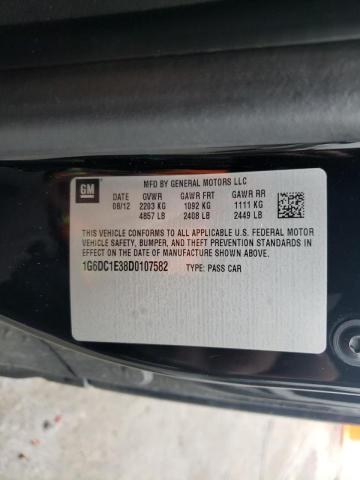 GM
MFD BY GENERAL MOTORS LLC
DATE GVWR GAWR FRT GAWR RR
08/12 2203 KG 1092 KG 1111 KG
4857 LB 2408 LB 2449 LB
THIS VEHICLE CONFORMS TO ALL APPLICABLE U.S. FEDERAL MOTOR
VEHICLE SAFETY, BUMPER, AND THEFT PREVENTION STANDARDS IN
EFFECT ON THE DATE OF MANUFACTURE SHOWN ABOVE.
1G6DC1E38D0107582 TYPE: PASS CAR